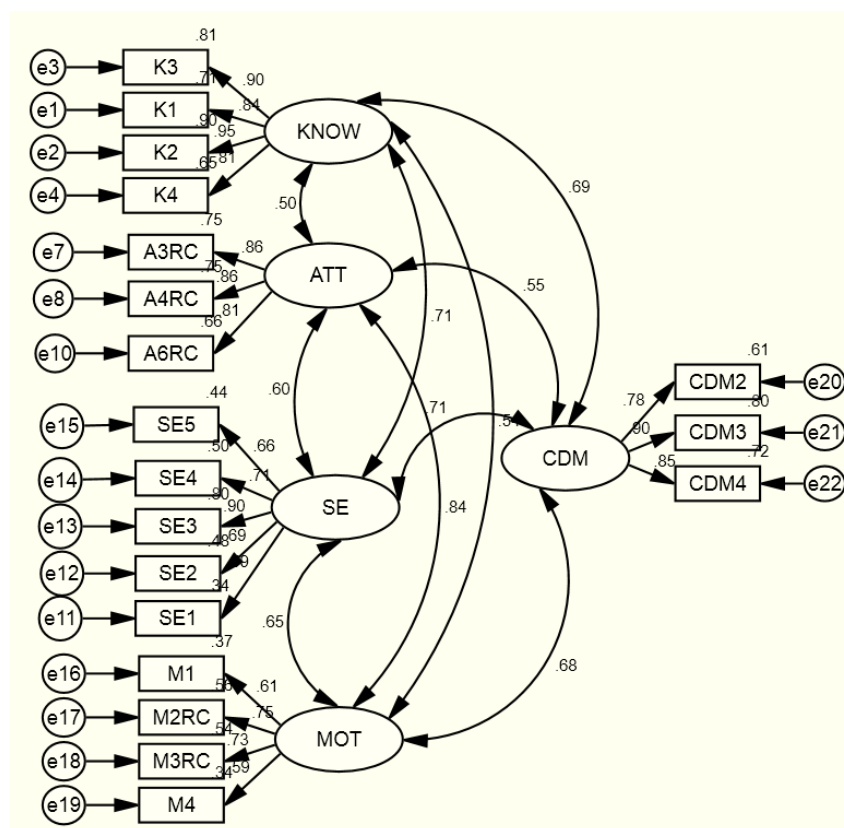 .81
e3 K3 .90
.71
e1 K1 .84
.90
e2 K2 .95
.65 .81
e4 K4
KNOW
.69
.50
.75
e7 A3RC .86
.75
e8 A4RC .86
.81
.66
e10 A6RC
ATT
.55
.71
.60
.71
.54
.61
CDM2 e20
.78
.80
CDM3 e21
.90
.72
CDM4 e22
.85
CDM
.44
e15 SE5 .66
.50
e14 SE4 .71
.80
e13 SE3 .90
.48 .69
e12 SE2
.34
e11 SE1
SE
.84
.65
.68
.37
e16 M1 .61
.56
e17 M2RC .75
.54
e18 M3RC .73
.34 .59
e19 M4
MOT